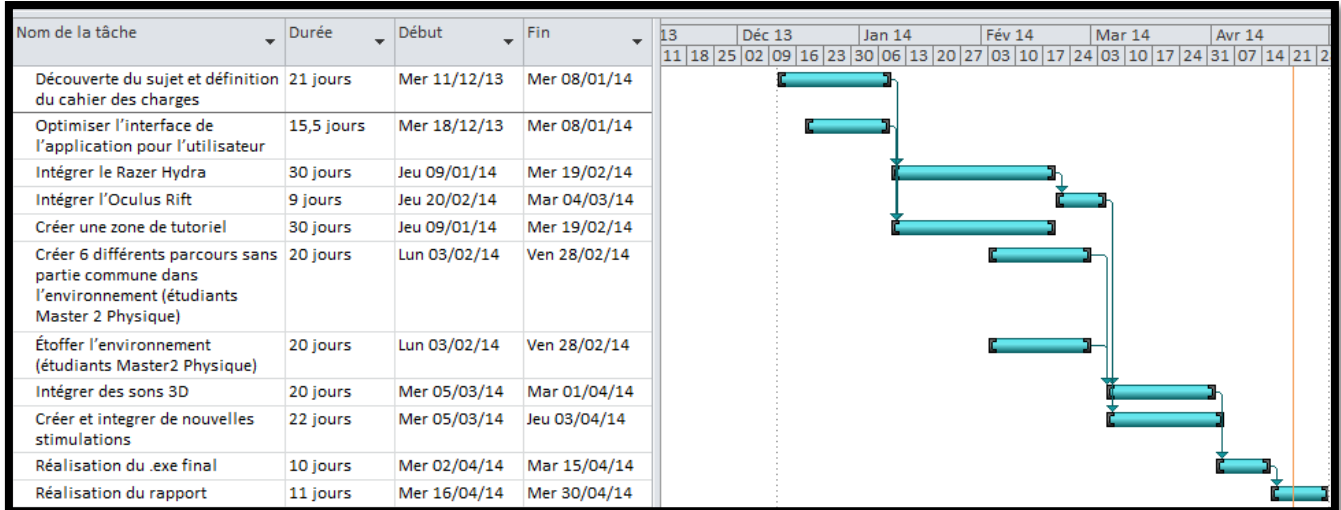 Nom de la tâche Durée Début Fin 13 Déc 13 Jan 14 Fév 14 Mar 14 Avr 14
11 18 25 02 09 16 23 30 06 13 20 27 03 10 17 24 03 10 17 24 31 07 14 21
Découverte du sujet et définition 21 jours Mer 11/12/13 Mer 08/01/14
du cahier des charges
Optimiser l’interface de 15,5 jours Mer 18/12/13 Mer 08/01/14
l’application pour l’utilisateur
Intégrer le Razer Hydra 30 jours Jeu 09/01/14 Mer 19/02/14
Intégrer l’Oculus Rift 9 jours Jeu 20/02/14 Mar 04/03/14
Créer une zone de tutoriel 30 jours Jeu 09/01/14 Mer 19/02/14
Créer 6 différents parcours sans 20 jours Lun 03/02/14 Ven 28/02/14
partie commune dans
l’environnement (étudiants
Master 2 Physique)
Étoffer l’environnement 20 jours Lun 03/02/14 Ven 28/02/14
(étudiants Master2 Physique)
Intégrer des sons 3D 20 jours Mer 05/03/14 Mar 01/04/14
Créer et integrer de nouvelles 22 jours Mer 05/03/14 Jeu 03/04/14
stimulations
Réalisation du .exe final 10 jours Mer 02/04/14 Mar 15/04/14
Réalisation du rapport 11 jours Mer 16/04/14 Mer 30/04/14